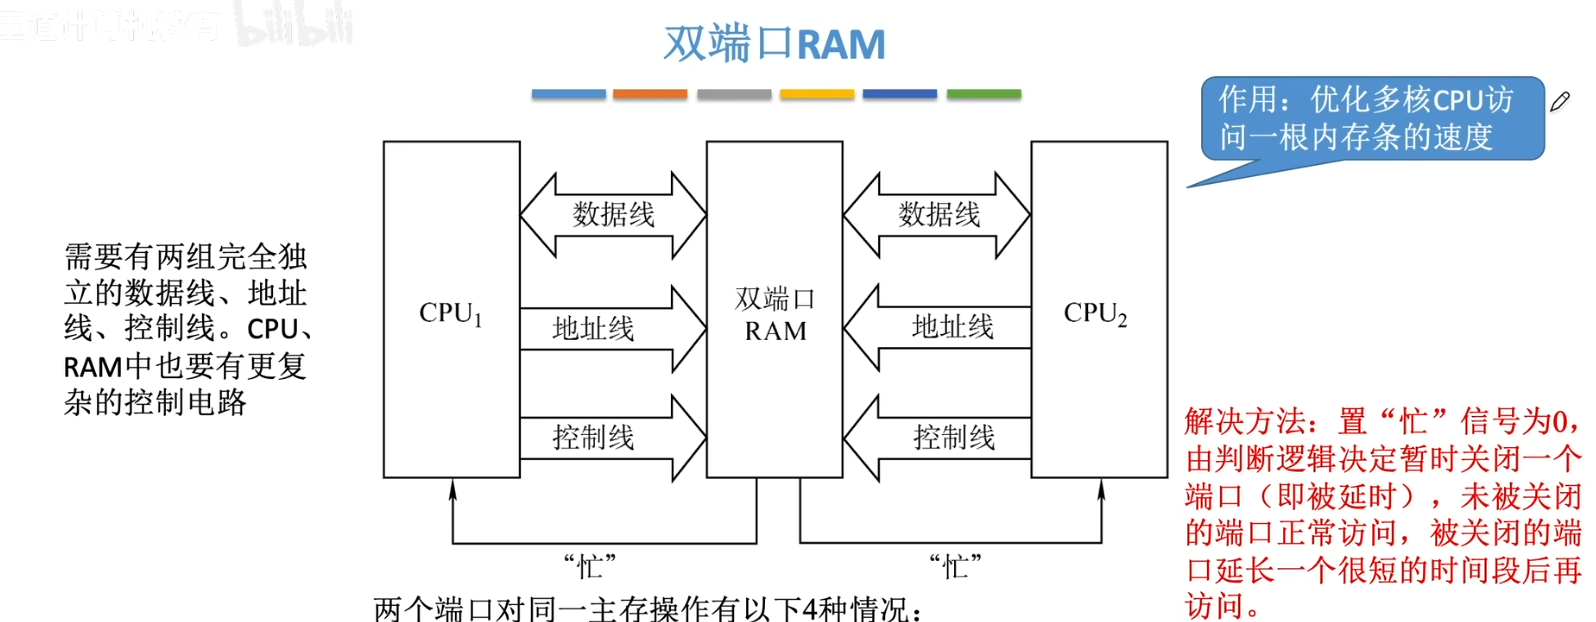 王道计算机教育 bilibili
双端口RAM
作用：优化多核CPU访
问一根内存条的速度
需要有两组完全独
立的数据线、地址
线、控制线。CPU、
RAM中也要有更复
杂的控制电路
CPU1
数据线
地址线
控制线
双端口
RAM
数据线
地址线
控制线
CPU2
“忙”
“忙”
解决方法：置“忙”信号为0，
由判断逻辑决定暂时关闭一个
端口（即被延时），未被关闭
的端口正常访问，被关闭的端
口延长一个很短的时间段后再
访问。
两个端口对同一主存操作有以下4种情况：